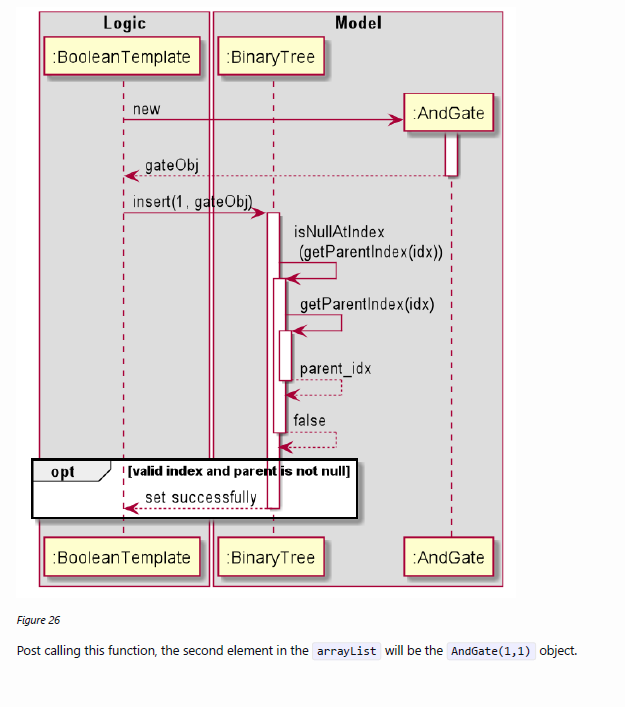 Logic
Model
:BooleanTemplate
:BinaryTree
new
:AndGate
gateObj
insert(1, gateObj)
isNullAtIndex
(getParentIndex(idx))
getParentIndex(idx)
parent_idx
false
opt [valid index and parent is not null]
set successfully
:BooleanTemplate
:BinaryTree
:AndGate
Figure 26
Post calling this function, the second element in the arrayList will be the AndGate(1,1) object.